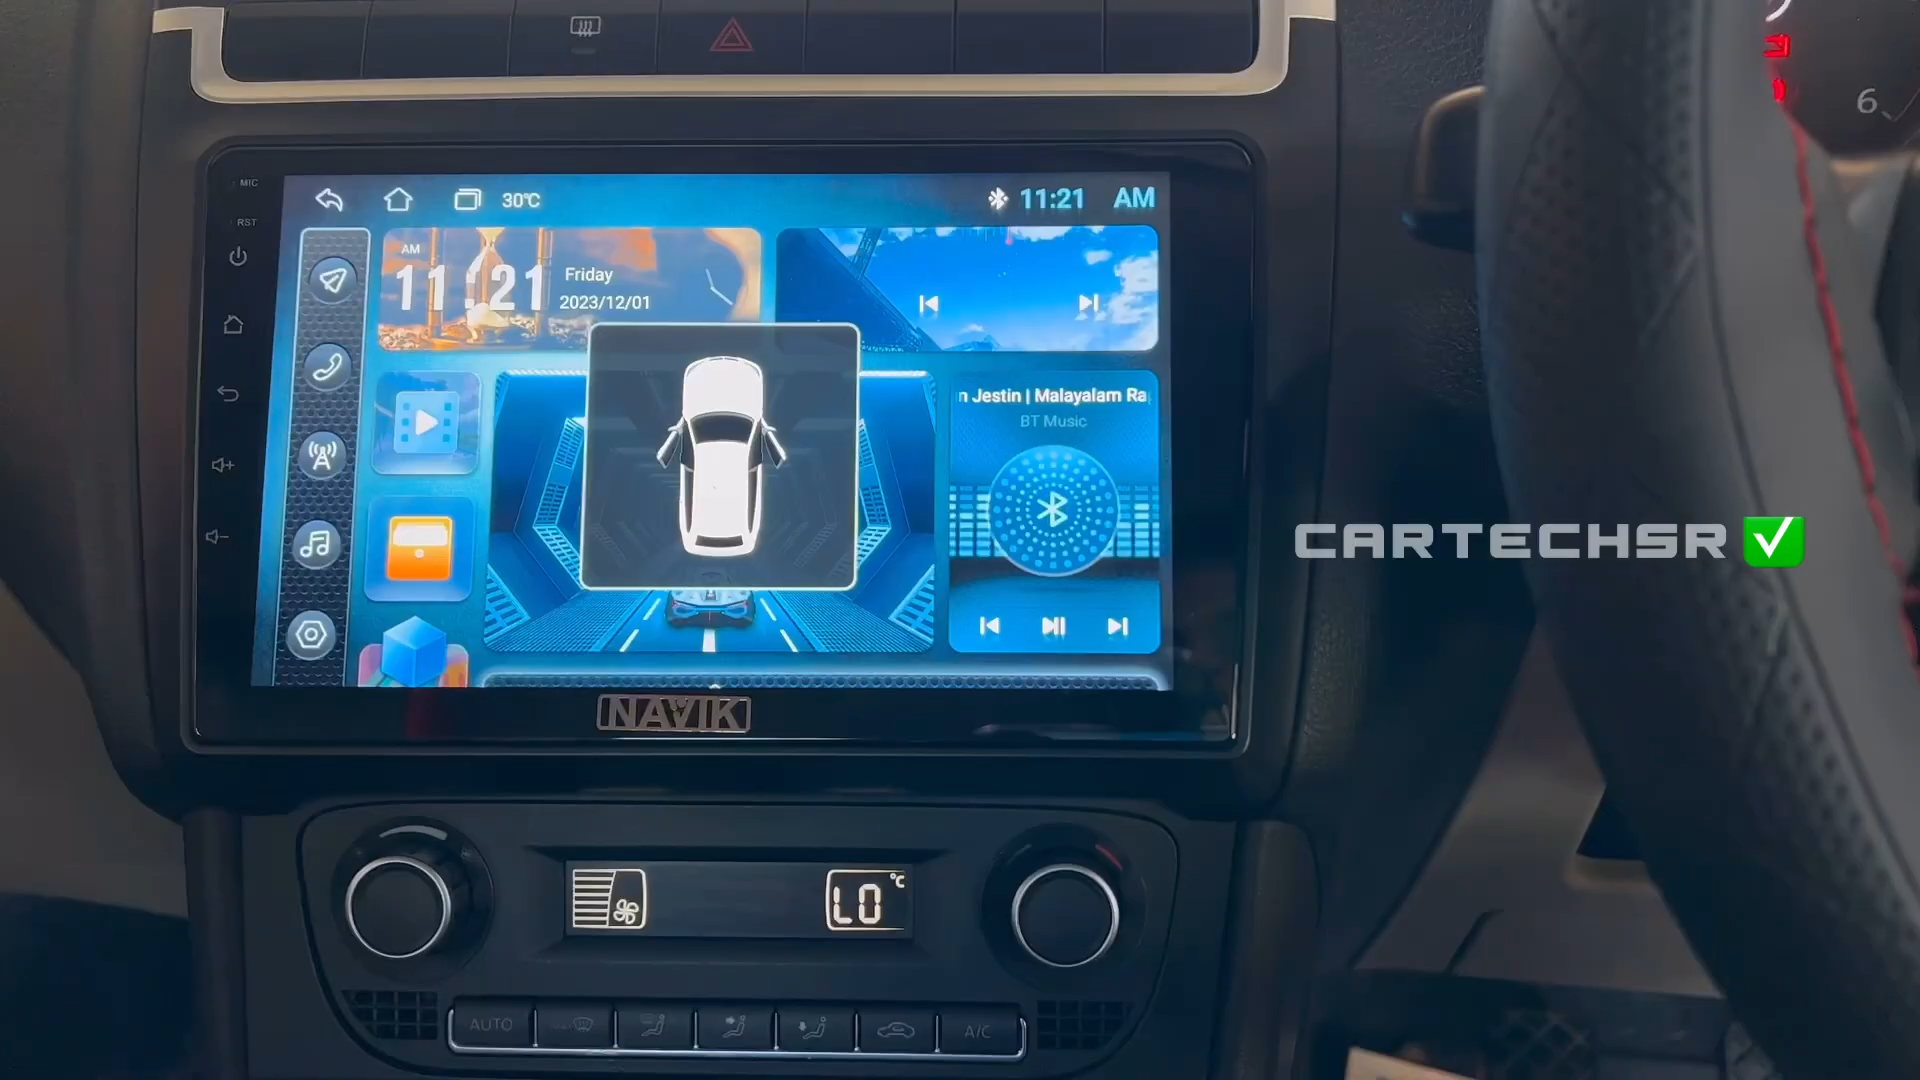 6
MIC
RST
30°C
11:21 AM
AM
11:21
Friday
2023/12/01
n Jestin | Malayalam Ra
BT Music
CARTECHSR
NAVIK
LO °C
AUTO
A/C